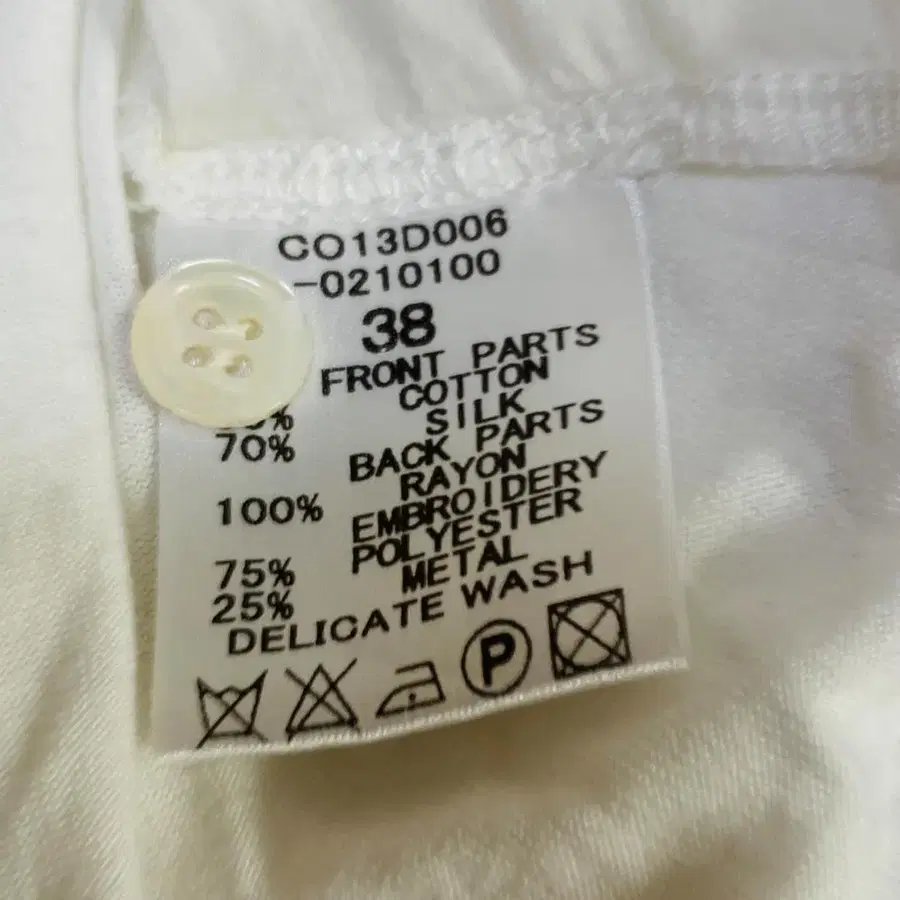 CO13D006
-0210100
38
FRONT PARTS
COTTON
70% SILK
BACK PARTS
100% RAYON
EMBROIDERY
75% POLYESTER
25% METAL
DELICATE WASH
P